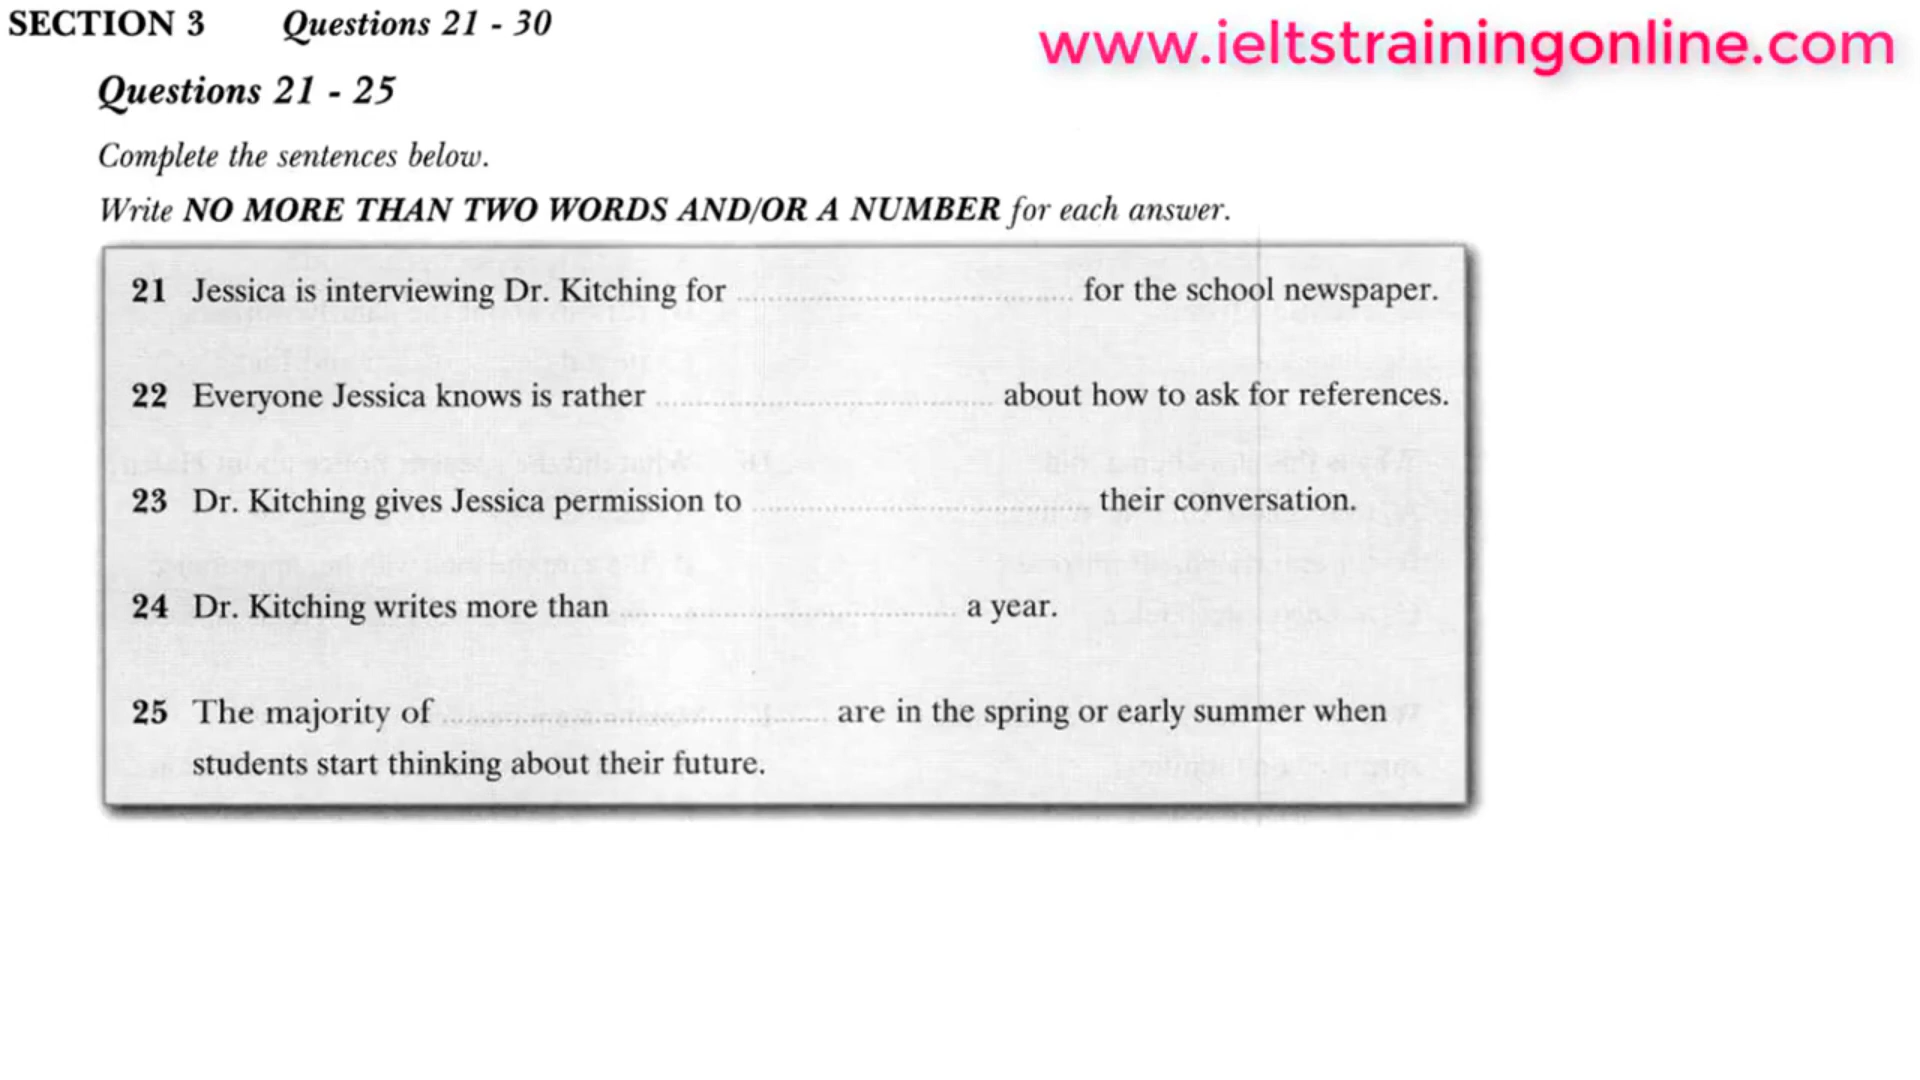 SECTION 3 Questions 21 - 30
www.ieltstrainingonline.com
Questions 21 - 25
Complete the sentences below.
Write NO MORE THAN TWO WORDS AND/OR A NUMBER for each answer.
21 Jessica is interviewing Dr. Kitching for ........................................ for the school newspaper.
22 Everyone Jessica knows is rather ........................................ about how to ask for references.
23 Dr. Kitching gives Jessica permission to ........................................ their conversation.
24 Dr. Kitching writes more than ........................................ a year.
25 The majority of ........................................ are in the spring or early summer when
students start thinking about their future.